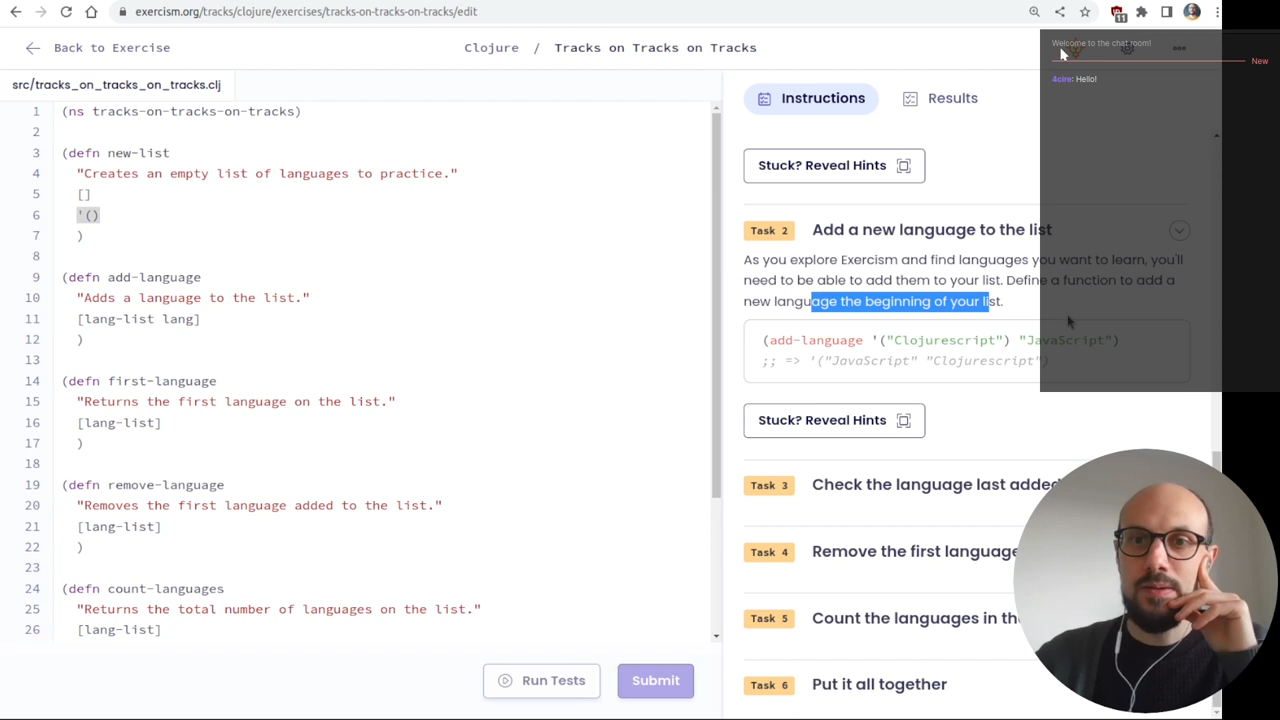 exercism.org/tracks/clojure/exercises/tracks-on-tracks-on-tracks/edit
11
Back to Exercise
Clojure / Tracks on Tracks on Tracks
src/tracks_on_tracks_on_tracks.clj
1 (ns tracks-on-tracks-on-tracks)
2
3 (defn new-list
4 "Creates an empty list of languages to practice."
5 []
6 '()
7 )
8
9 (defn add-language
10 "Adds a language to the list."
11 [lang-list lang]
12 )
13
14 (defn first-language
15 "Returns the first language on the list."
16 [lang-list]
17 )
18
19 (defn remove-language
20 "Removes the first language added to the list."
21 [lang-list]
22 )
23
24 (defn count-languages
25 "Returns the total number of languages on the list."
26 [lang-list]
Run Tests
Submit
Instructions
Results
Stuck? Reveal Hints
Task 2 Add a new language to the list
As you explore Exercism and find languages you want to learn, you'll
need to be able to add them to your list. Define a function to add a
new language the beginning of your list.
(add-language '("Clojurescript") "JavaScript")
;; => '("JavaScript" "Clojurescript")
Stuck? Reveal Hints
Task 3 Check the language last added
Task 4 Remove the first language
Task 5 Count the languages in th
Task 6 Put it all together
Welcome to the chat room!
New
4cire: Hello!